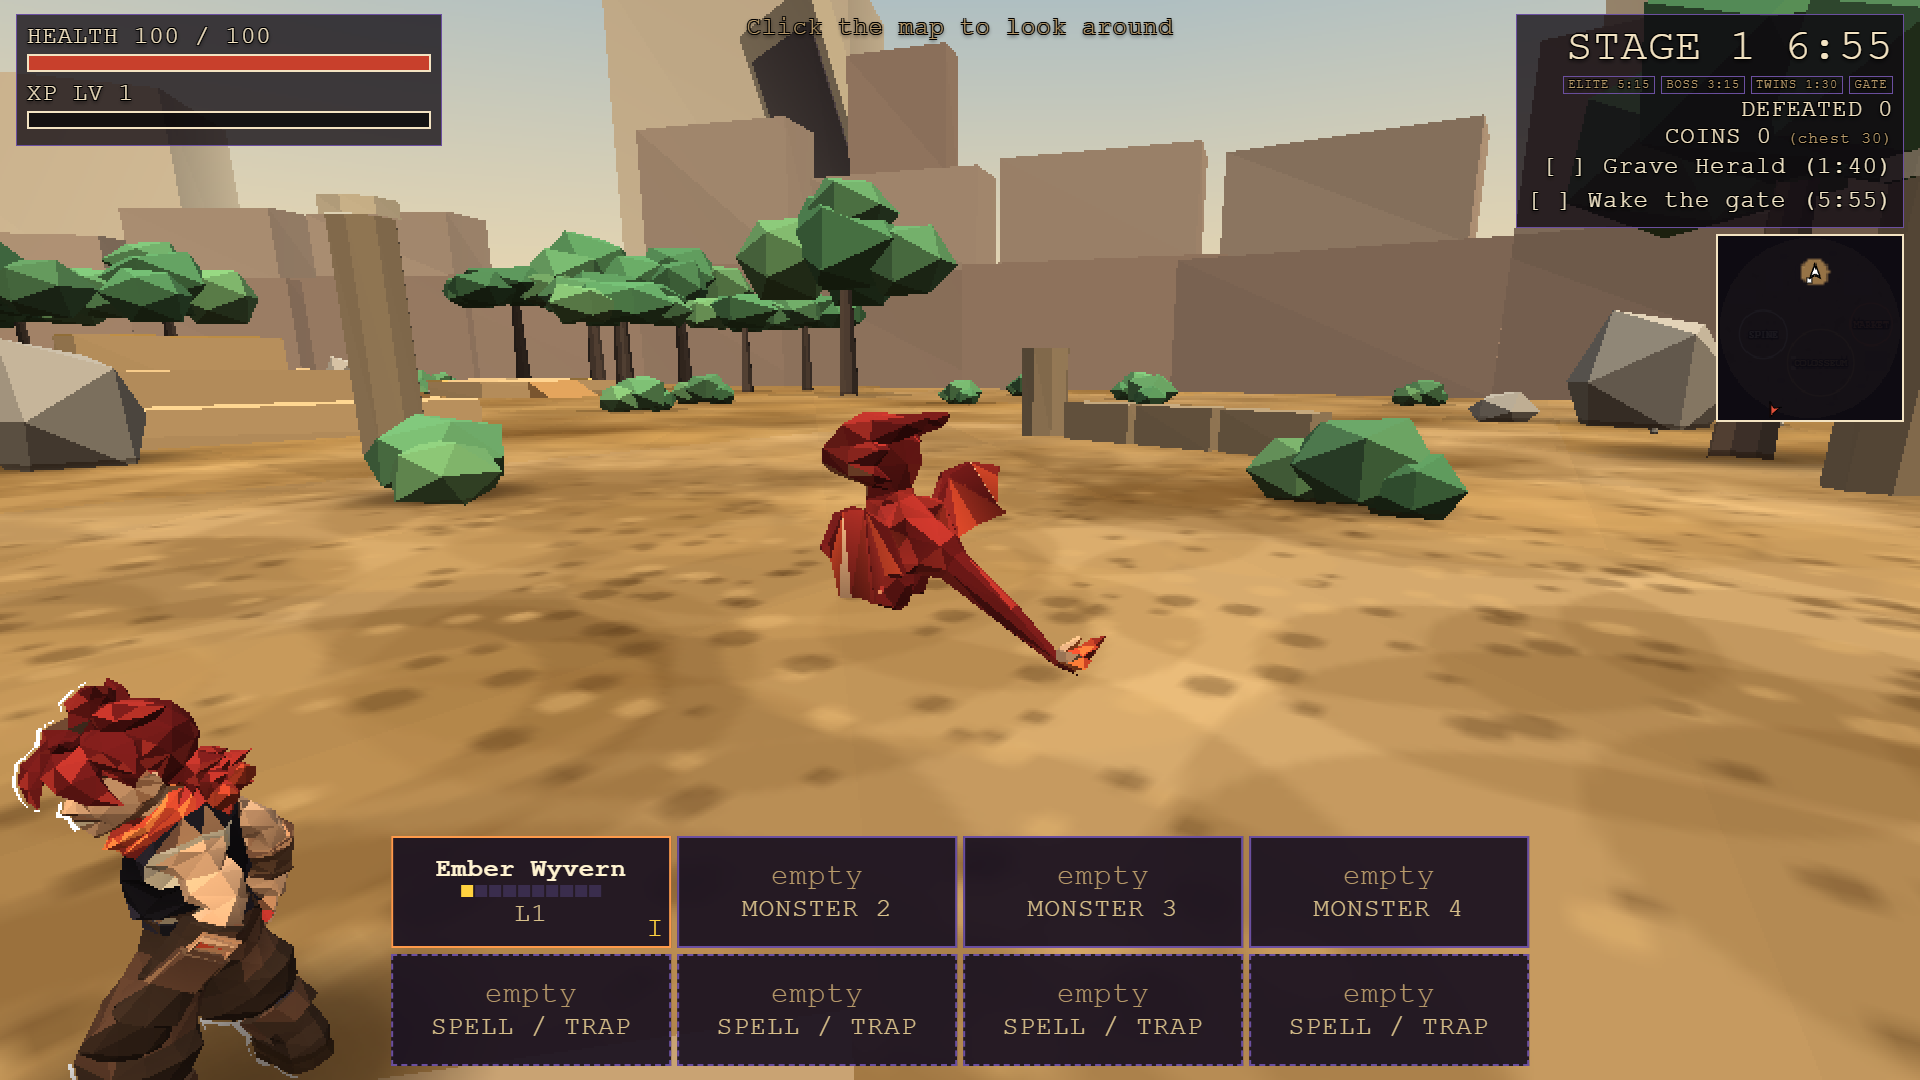 HEALTH 100 / 100
XP LV 1
Click the map to look around
STAGE 1 6:55
ELITE 5:15 BOSS 3:15 TWINS 1:30 GATE
DEFEATED 0
COINS 0 (chest 30)
[ ] Grave Herald (1:40)
[ ] Wake the gate (5:55)
Ember Wyvern
L1
I
empty
MONSTER 2
empty
MONSTER 3
empty
MONSTER 4
empty
SPELL / TRAP
empty
SPELL / TRAP
empty
SPELL / TRAP
empty
SPELL / TRAP